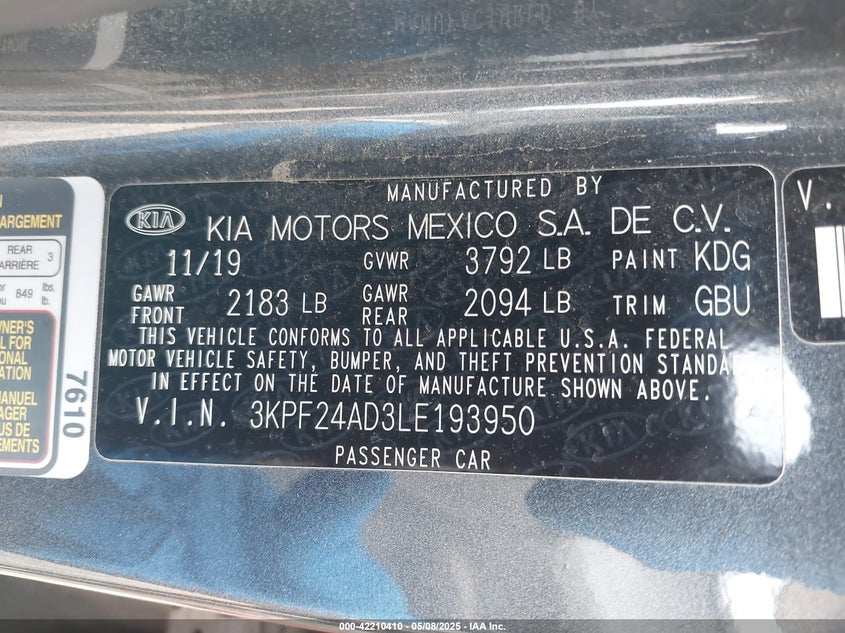 MANUFACTURED BY
KIA KIA MOTORS MEXICO S.A. DE C.V.
11/19 GVWR 3792 LB PAINT KDG
GAWR FRONT 2183 LB GAWR REAR 2094 LB TRIM GBU
THIS VEHICLE CONFORMS TO ALL APPLICABLE U.S.A. FEDERAL
MOTOR VEHICLE SAFETY, BUMPER, AND THEFT PREVENTION
IN EFFECT ON THE DATE OF MANUFACTURE SHOWN ABOVE.
V.I.N. 3KPF24AD3LE193950
PASSENGER CAR
REAR 3
849 lbs.
7610
V.
000-42210410 - 05/08/2025 - IAA Inc.